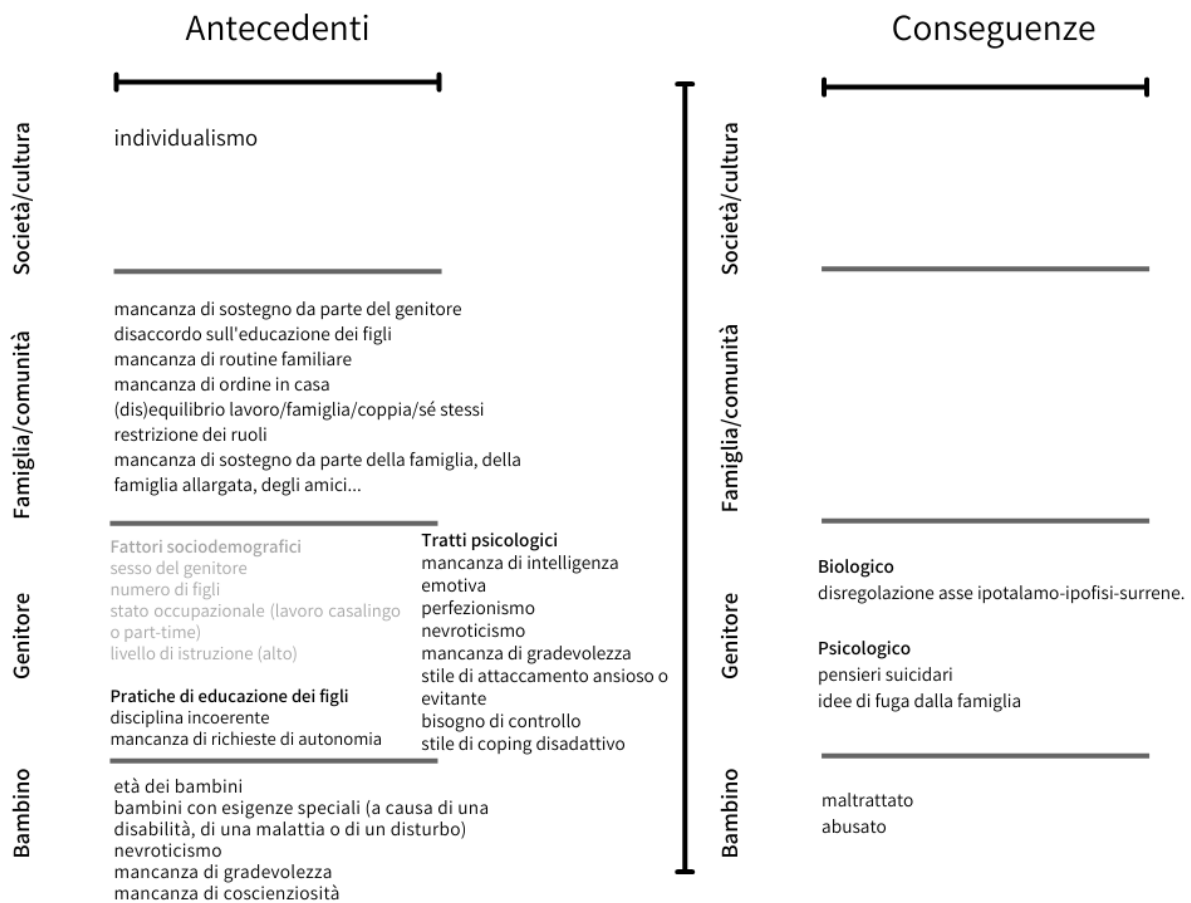 Antecedenti
Società/cultura
individualismo
Famiglia/comunità
mancanza di sostegno da parte del genitore
disaccordo sull'educazione dei figli
mancanza di routine familiare
mancanza di ordine in casa
(dis)equilibrio lavoro/famiglia/coppia/sé stessi
restrizione dei ruoli
mancanza di sostegno da parte della famiglia, della
famiglia allargata, degli amici...
Genitore
Fattori sociodemografici
sesso del genitore
numero di figli
stato occupazionale (lavoro casalingo
o part-time)
livello di istruzione (alto)
Pratiche di educazione dei figli
disciplina incoerente
mancanza di richieste di autonomia
Tratti psicologici
mancanza di intelligenza
emotiva
perfezionismo
nevroticismo
mancanza di gradevolezza
stile di attaccamento ansioso o
evitante
bisogno di controllo
stile di coping disadattivo
Bambino
età dei bambini
bambini con esigenze speciali (a causa di una
disabilità, di una malattia o di un disturbo)
nevroticismo
mancanza di gradevolezza
mancanza di coscienziosità
Conseguenze
Società/cultura
Famiglia/comunità
Genitore
Biologico
disregolazione asse ipotalamo-ipofisi-surrene.
Psicologico
pensieri suicidari
idee di fuga dalla famiglia
Bambino
maltrattato
abusato